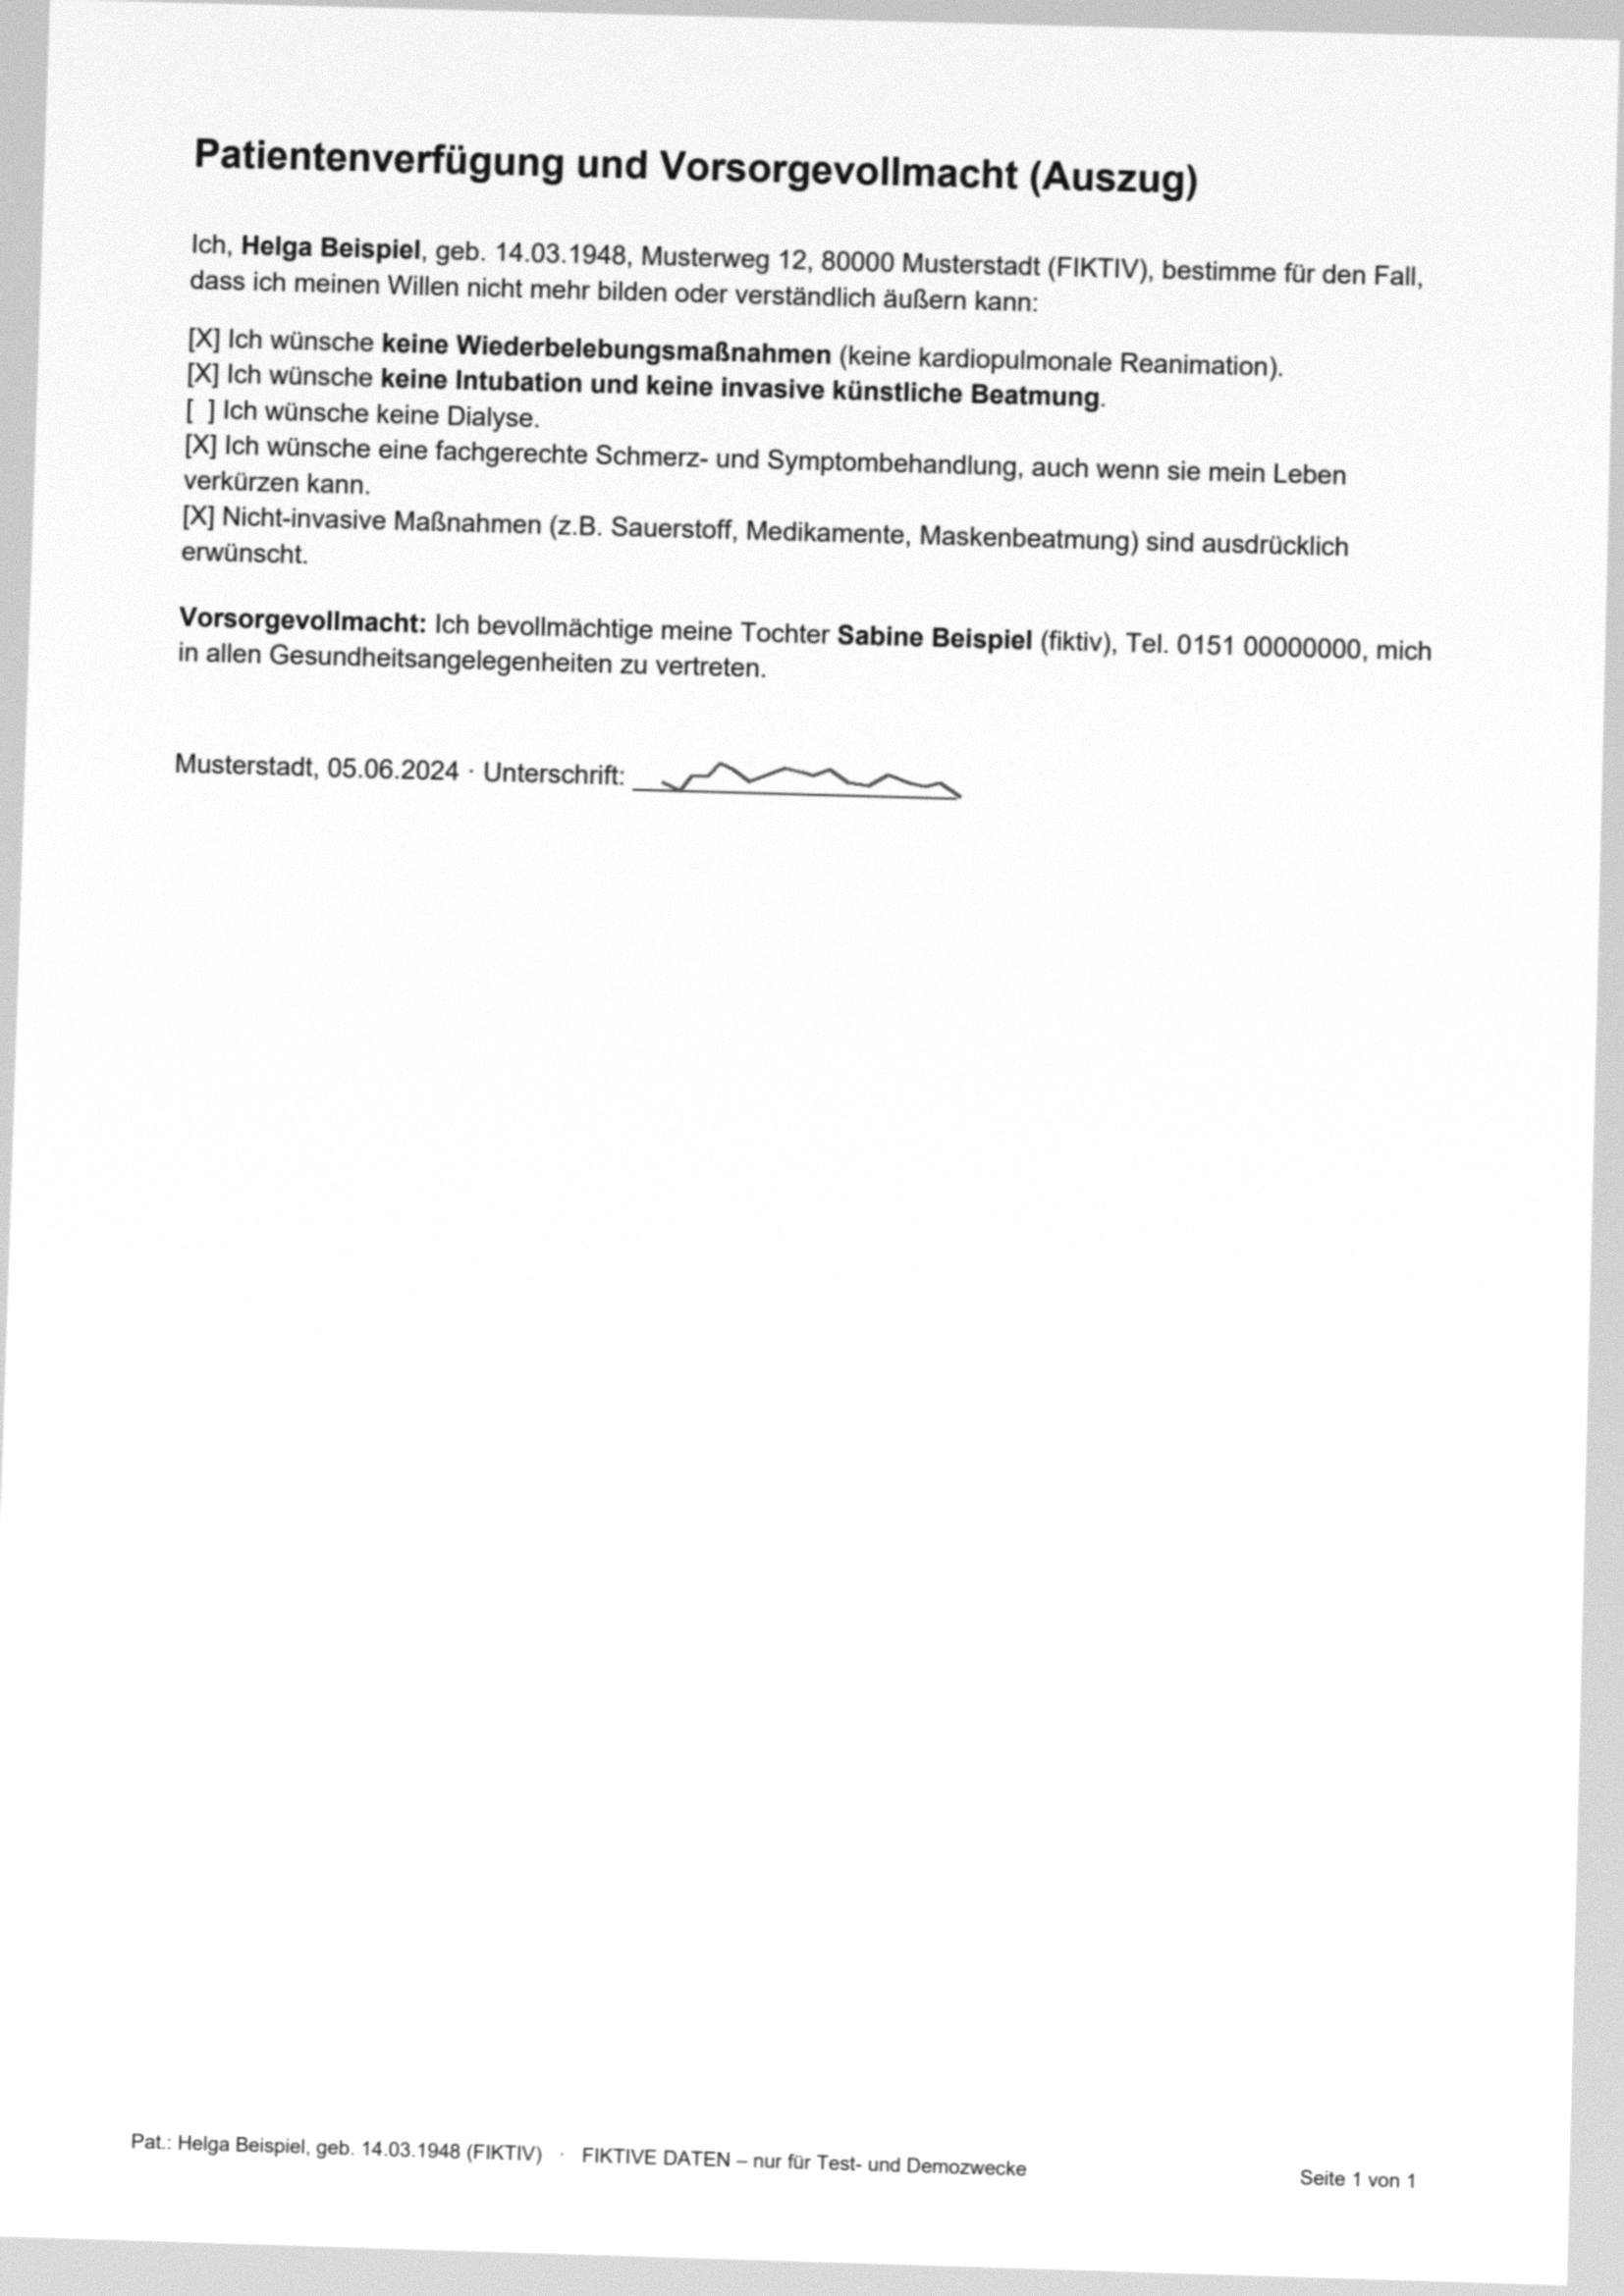 Patientenverfügung und Vorsorgevollmacht (Auszug)
Ich, Helga Beispiel, geb. 14.03.1948, Musterweg 12, 80000 Musterstadt (FIKTIV), bestimme für den Fall,
dass ich meinen Willen nicht mehr bilden oder verständlich äußern kann:
[X] Ich wünsche keine Wiederbelebungsmaßnahmen (keine kardiopulmonale Reanimation).
[X] Ich wünsche keine Intubation und keine invasive künstliche Beatmung.
[ ] Ich wünsche keine Dialyse.
[X] Ich wünsche eine fachgerechte Schmerz- und Symptombehandlung, auch wenn sie mein Leben
verkürzen kann.
[X] Nicht-invasive Maßnahmen (z.B. Sauerstoff, Medikamente, Maskenbeatmung) sind ausdrücklich
erwünscht.
Vorsorgevollmacht: Ich bevollmächtige meine Tochter Sabine Beispiel (fiktiv), Tel. 0151 00000000, mich
in allen Gesundheitsangelegenheiten zu vertreten.
Musterstadt, 05.06.2024 · Unterschrift:
Pat.: Helga Beispiel, geb. 14.03.1948 (FIKTIV) · FIKTIVE DATEN – nur für Test- und Demozwecke
Seite 1 von 1